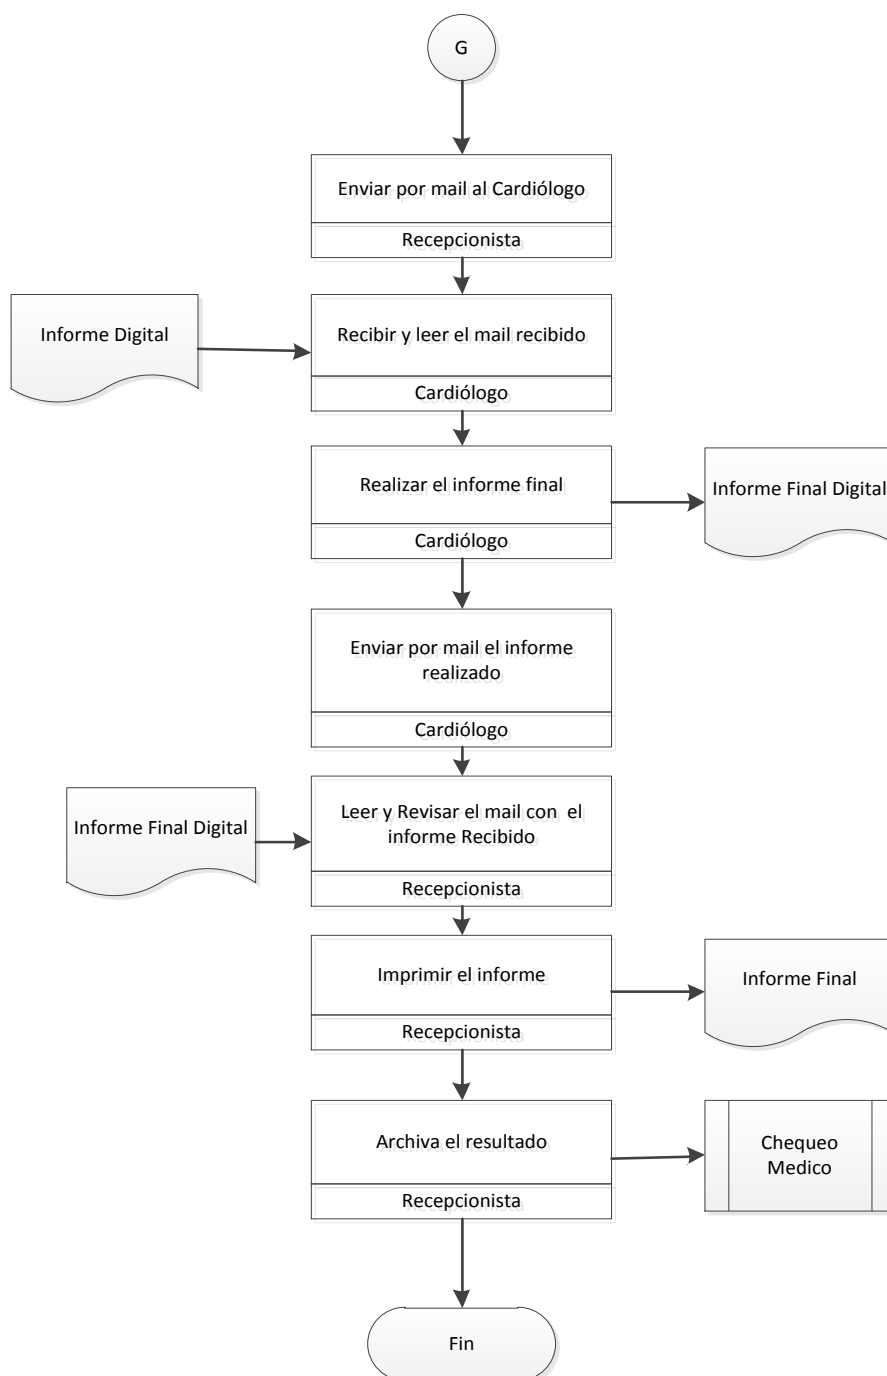 G
Enviar por mail al Cardiólogo
Recepcionista
Informe Digital
Recibir y leer el mail recibido
Cardiólogo
Realizar el informe final
Informe Final Digital
Cardiólogo
Enviar por mail el informe
realizado
Cardiólogo
Informe Final Digital
Leer y Revisar el mail con  el
informe Recibido
Recepcionista
Imprimir el informe
Informe Final
Recepcionista
Archiva el resultado
Chequeo
Medico
Recepcionista
Fin